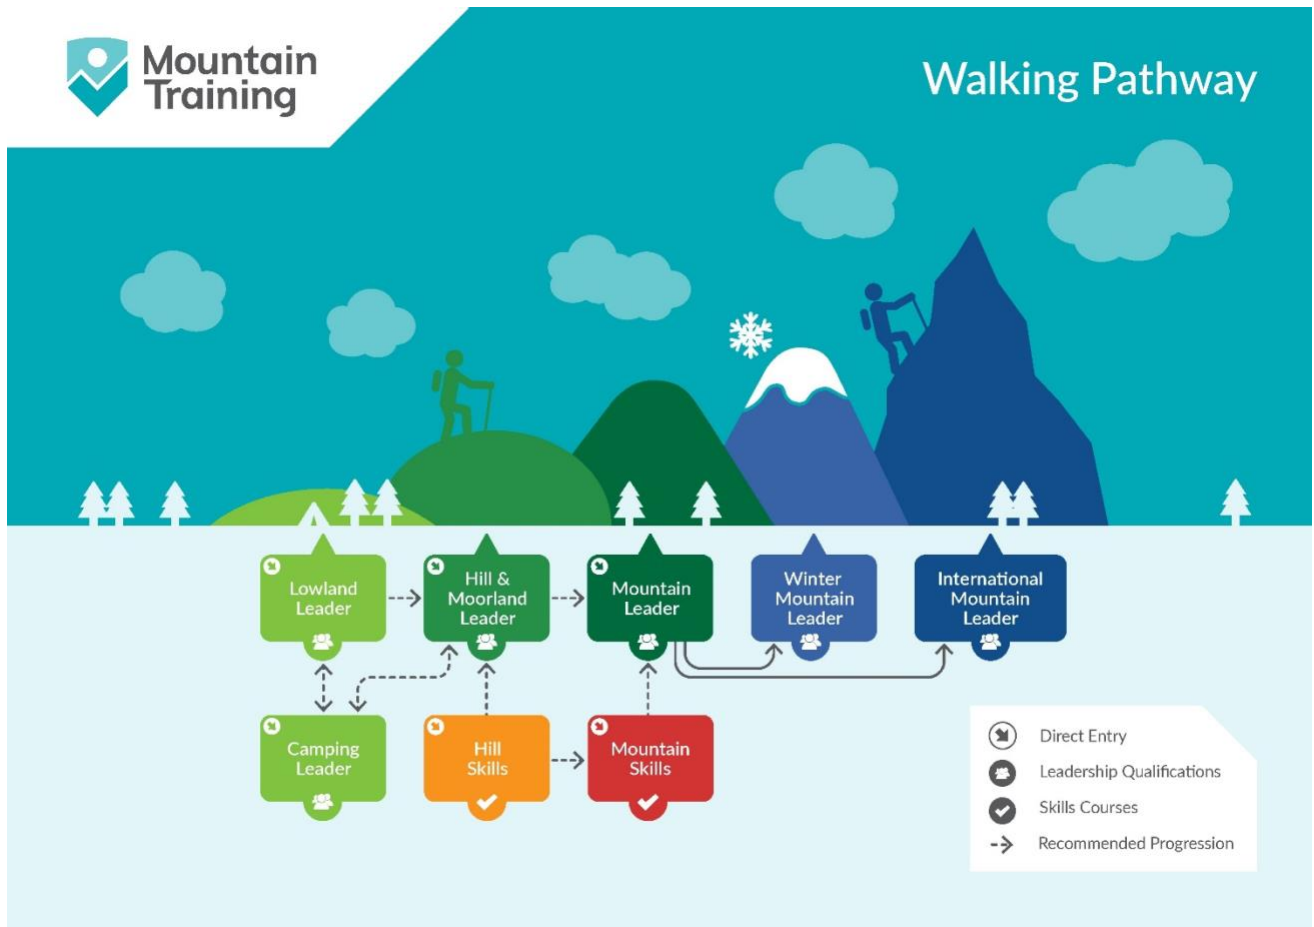 Mountain
Training
Walking Pathway
Lowland
Leader
Hill &
Moorland
Leader
Mountain
Leader
Winter
Mountain
Leader
International
Mountain
Leader
Camping
Leader
Hill
Skills
Mountain
Skills
Direct Entry
Leadership Qualifications
Skills Courses
Recommended Progression